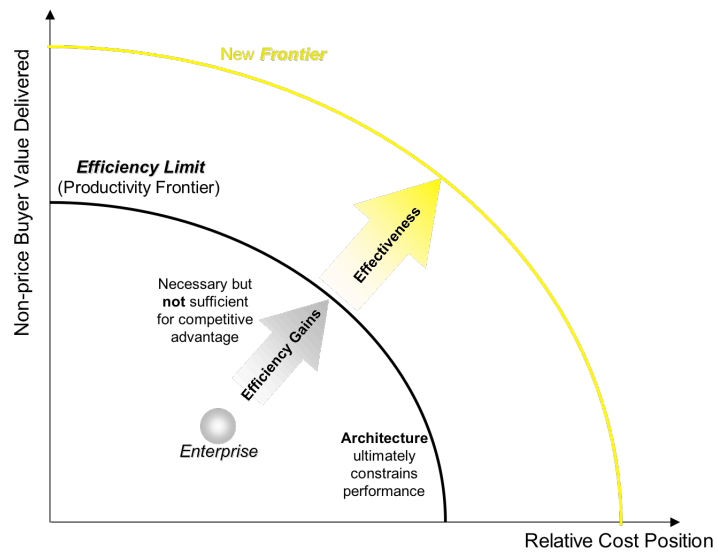 New Frontier
Non-price Buyer Value Delivered
Efficiency Limit
(Productivity Frontier)
Effectiveness
Necessary but
not sufficient
for competitive
advantage
Efficiency Gains
Enterprise
Architecture
ultimately
constrains
performance
Relative Cost Position